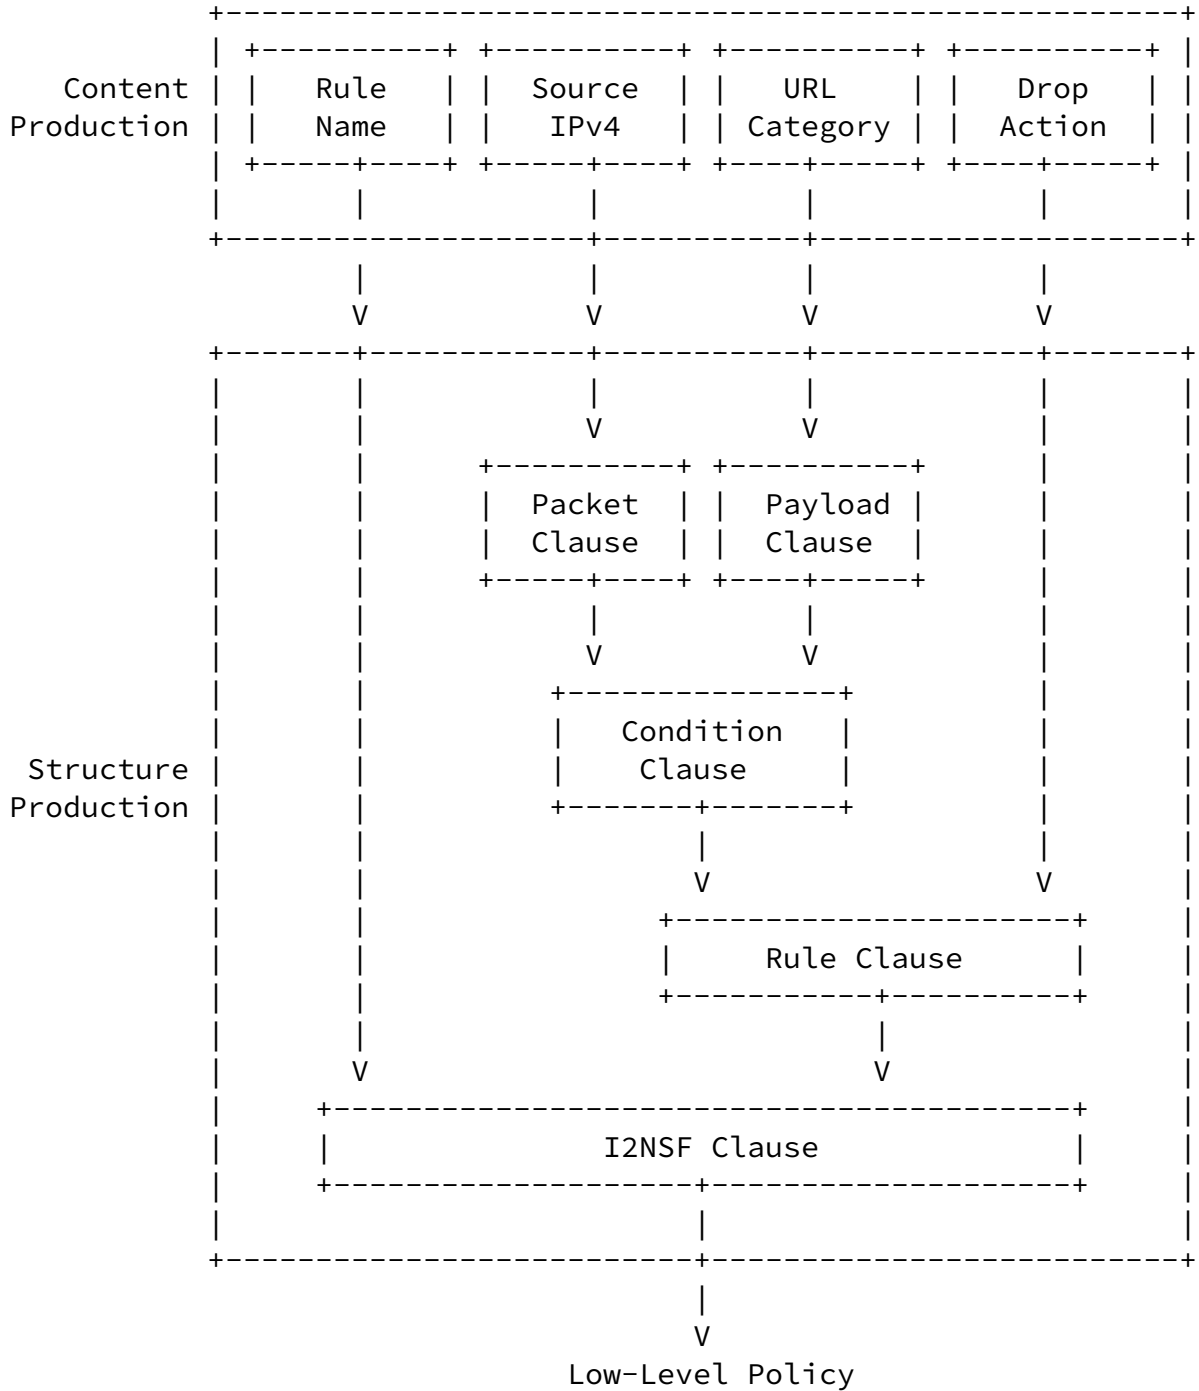 Rule Source URL Drop
Content
Production Name IPv4 Category Action
Packet Payload
Clause Clause
Condition
Structure Clause
Production
Rule Clause
I2NSF Clause
Low-Level Policy